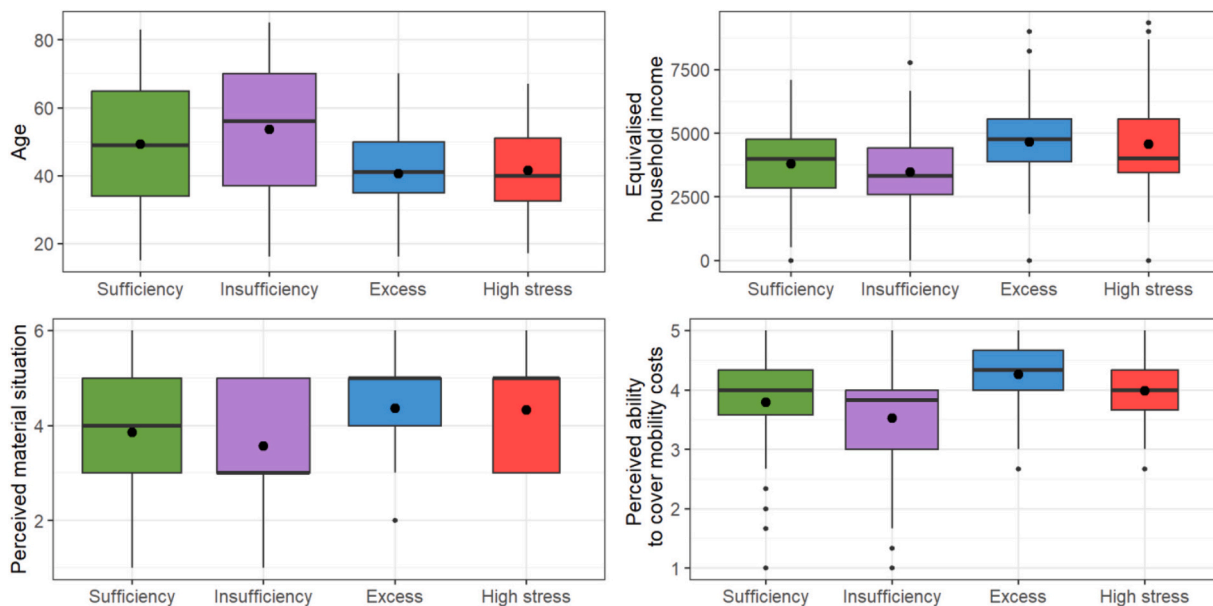 Age
80
60
40
20
Sufficiency Insufficiency Excess High stress
Equivalised
household income
7500
5000
2500
0
Sufficiency Insufficiency Excess High stress
Perceived material situation
6
4
2
Sufficiency Insufficiency Excess High stress
Perceived ability
to cover mobility costs
5
4
3
2
1
Sufficiency Insufficiency Excess High stress